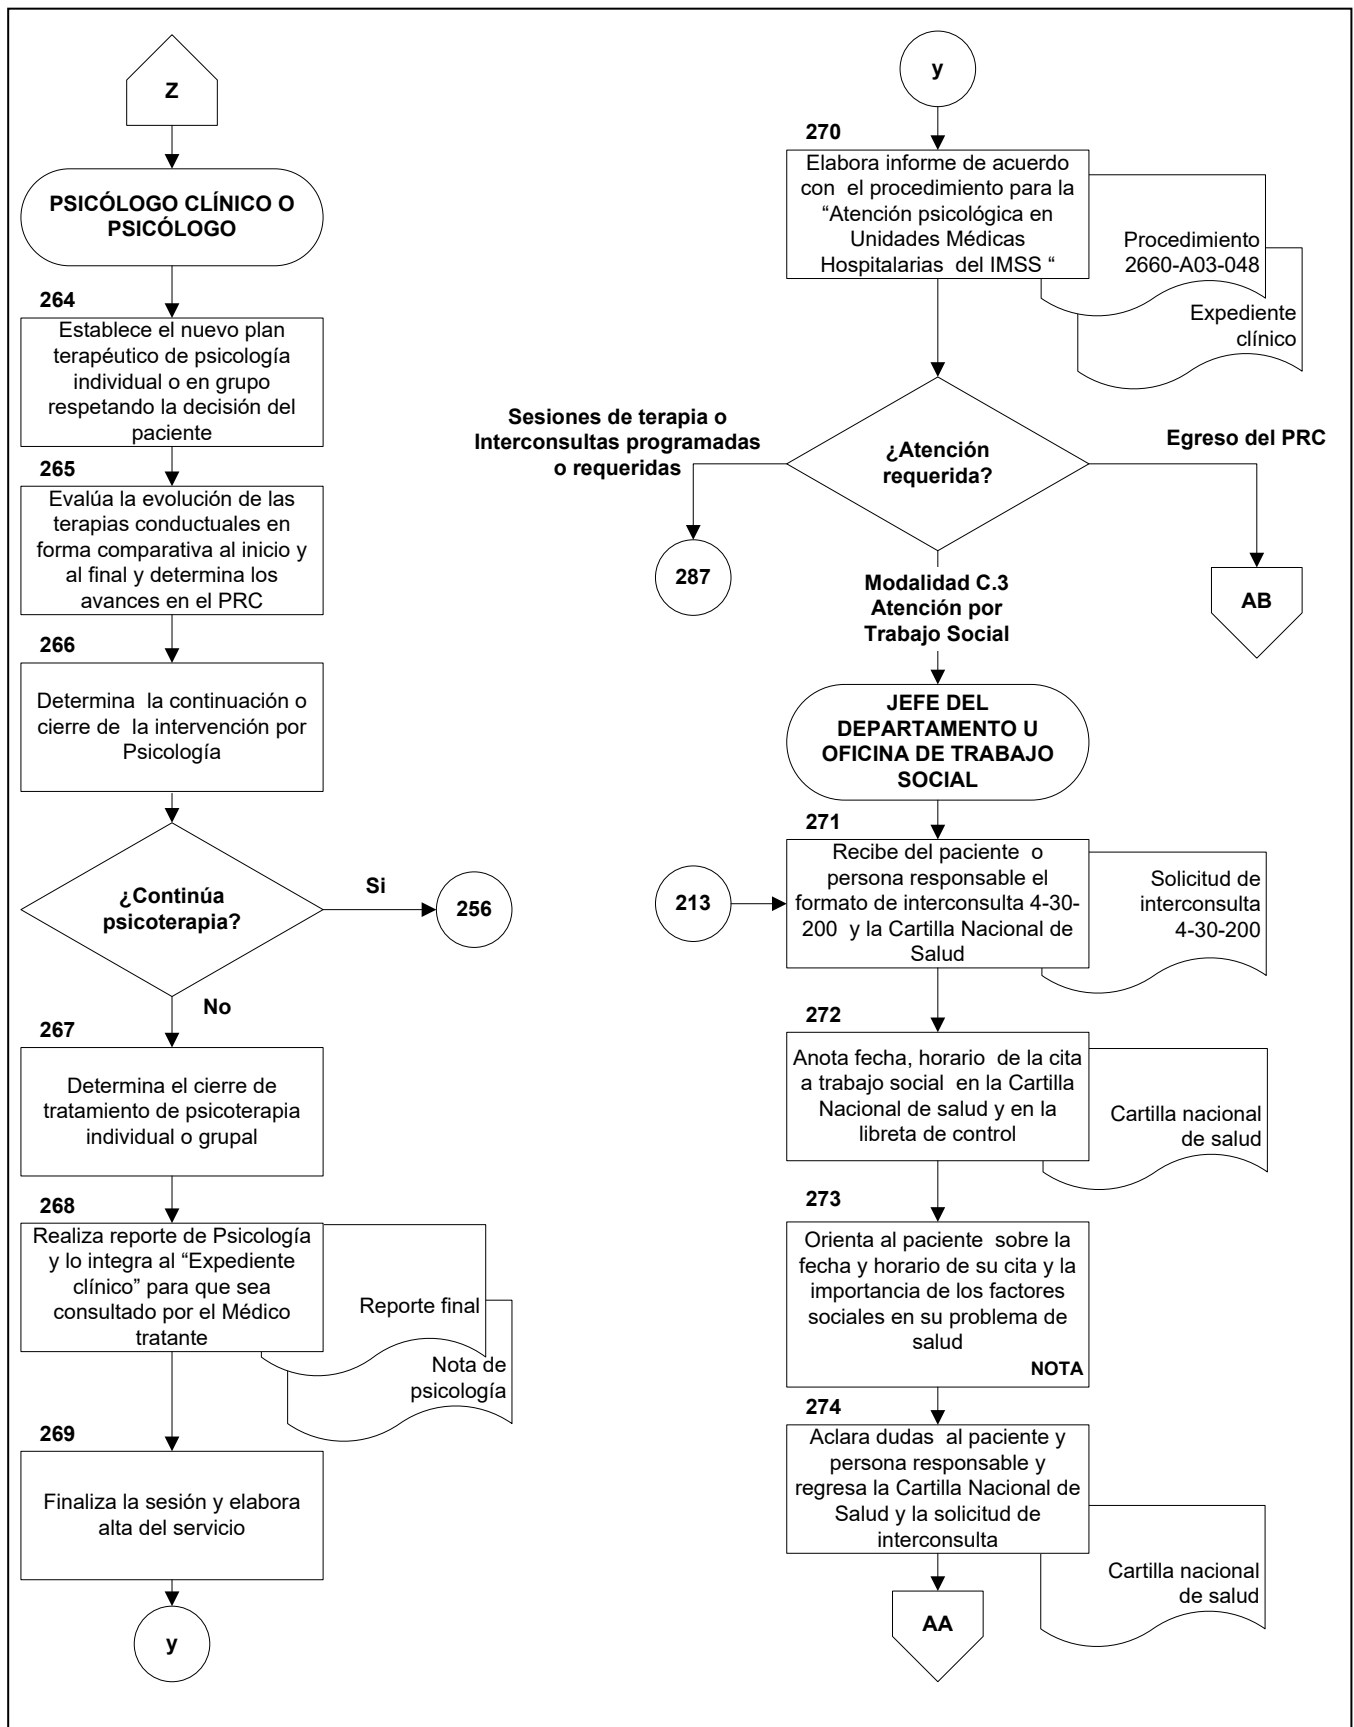 Z
PSICÓLOGO CLÍNICO O
PSICÓLOGO
264
Establece el nuevo plan
terapéutico de psicología
individual o en grupo
respetando la decisión del
paciente
265
Evalúa la evolución de las
terapias conductuales en
forma comparativa al inicio y
al final y determina los
avances en el PRC
266
Determina la continuación o
cierre de la intervención por
Psicología
¿Continúa
psicoterapia?
Si
256
No
267
Determina el cierre de
tratamiento de psicoterapia
individual o grupal
268
Realiza reporte de Psicología
y lo integra al “Expediente
clínico” para que sea
consultado por el Médico
tratante
Reporte final
Nota de
psicología
269
Finaliza la sesión y elabora
alta del servicio
y
y
270
Elabora informe de acuerdo
con el procedimiento para la
“Atención psicológica en
Unidades Médicas
Hospitalarias del IMSS “
Procedimiento
2660-A03-048
Expediente
clínico
¿Atención
requerida?
Sesiones de terapia o
Interconsultas programadas
o requeridas
287
Egreso del PRC
AB
Modalidad C.3
Atención por
Trabajo Social
JEFE DEL
DEPARTAMENTO U
OFICINA DE TRABAJO
SOCIAL
271
213
Recibe del paciente o
persona responsable el
formato de interconsulta 4-30-
200 y la Cartilla Nacional de
Salud
Solicitud de
interconsulta
4-30-200
272
Anota fecha, horario de la cita
a trabajo social en la Cartilla
Nacional de salud y en la
libreta de control
Cartilla nacional
de salud
273
Orienta al paciente sobre la
fecha y horario de su cita y la
importancia de los factores
sociales en su problema de
salud
NOTA
274
Aclara dudas al paciente y
persona responsable y
regresa la Cartilla Nacional de
Salud y la solicitud de
interconsulta
Cartilla nacional
de salud
AA